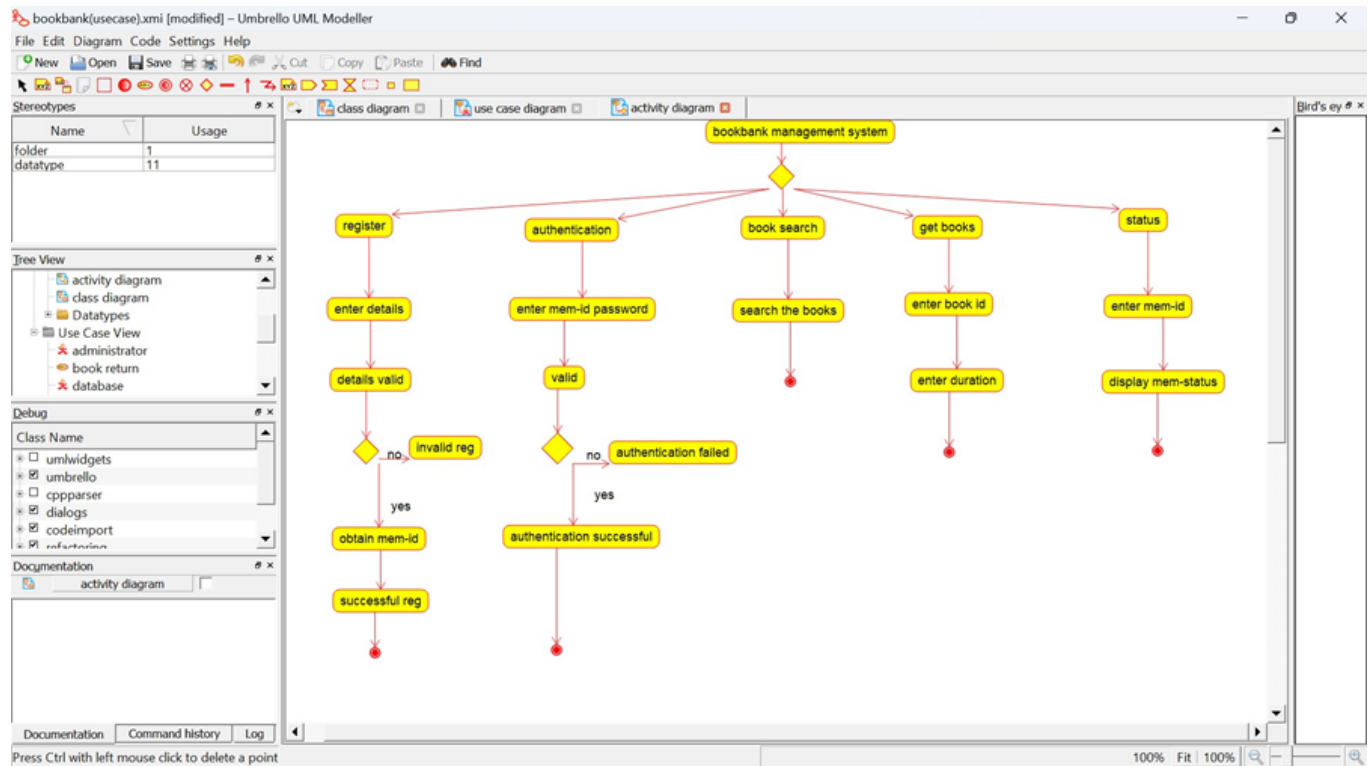 bookbank(usecase).xmi [modified] – Umbrello UML Modeller
File Edit Diagram Code Settings Help
New Open Save Cut Copy Paste Find
Stereotypes
Name Usage
folder 1
datatype 11
Tree View
activity diagram
class diagram
Datatypes
Use Case View
administrator
book return
database
Debug
Class Name
umlwidgets
umbrello
cppparser
dialogs
codeimport
refactoring
Documentation
activity diagram
Documentation Command history Log
Press Ctrl with left mouse click to delete a point
class diagram use case diagram activity diagram
bookbank management system
register authentication book search get books status
enter details enter mem-id password search the books enter book id enter mem-id
details valid valid enter duration display mem-status
no invalid reg no authentication failed
yes yes
obtain mem-id authentication successful
successful reg
Bird's ey
100% Fit 100%